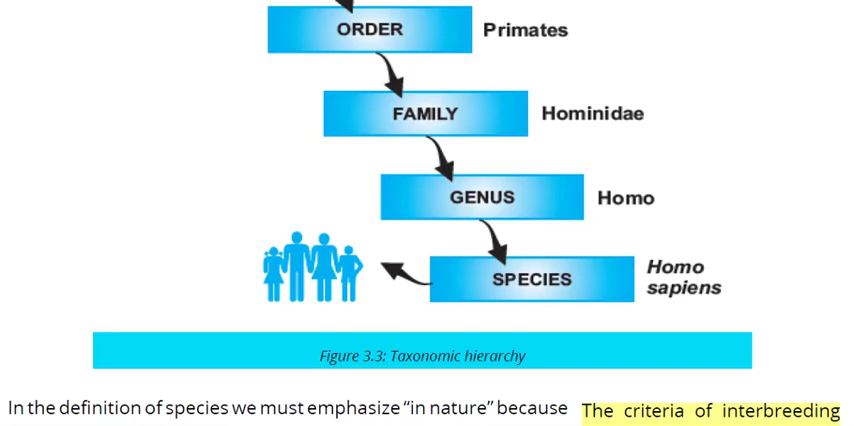 ORDER Primates
FAMILY Hominidae
GENUS Homo
SPECIES Homo sapiens
Figure 3.3: Taxonomic hierarchy
In the definition of species we must emphasize “in nature” because The criteria of interbreeding